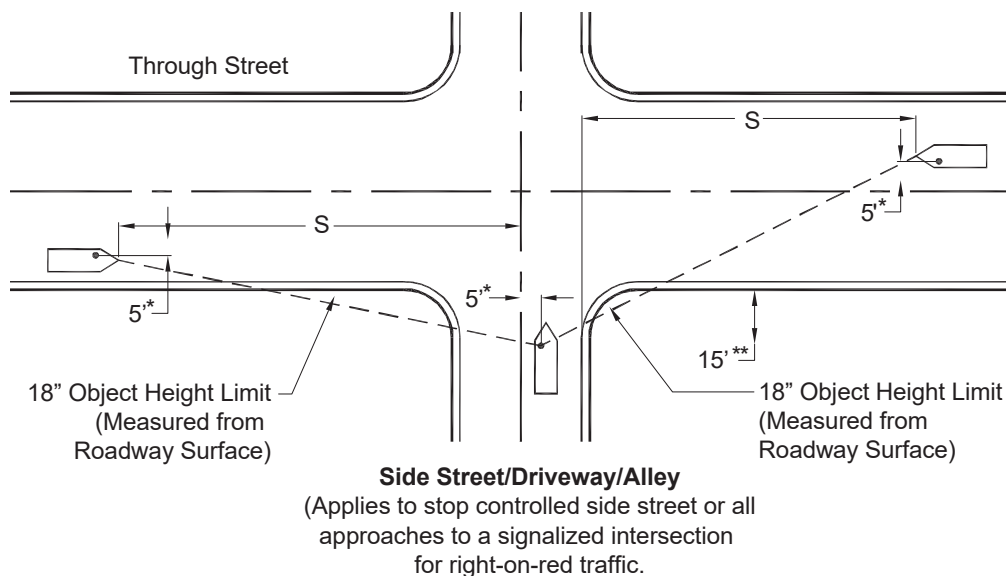 Through Street
S
S
5'*
5'*
5'*
15' **
18” Object Height Limit
(Measured from
Roadway Surface)
18” Object Height Limit
(Measured from
Roadway Surface)
Side Street/Driveway/Alley
(Applies to stop controlled side street or all
approaches to a signalized intersection
for right-on-red traffic.